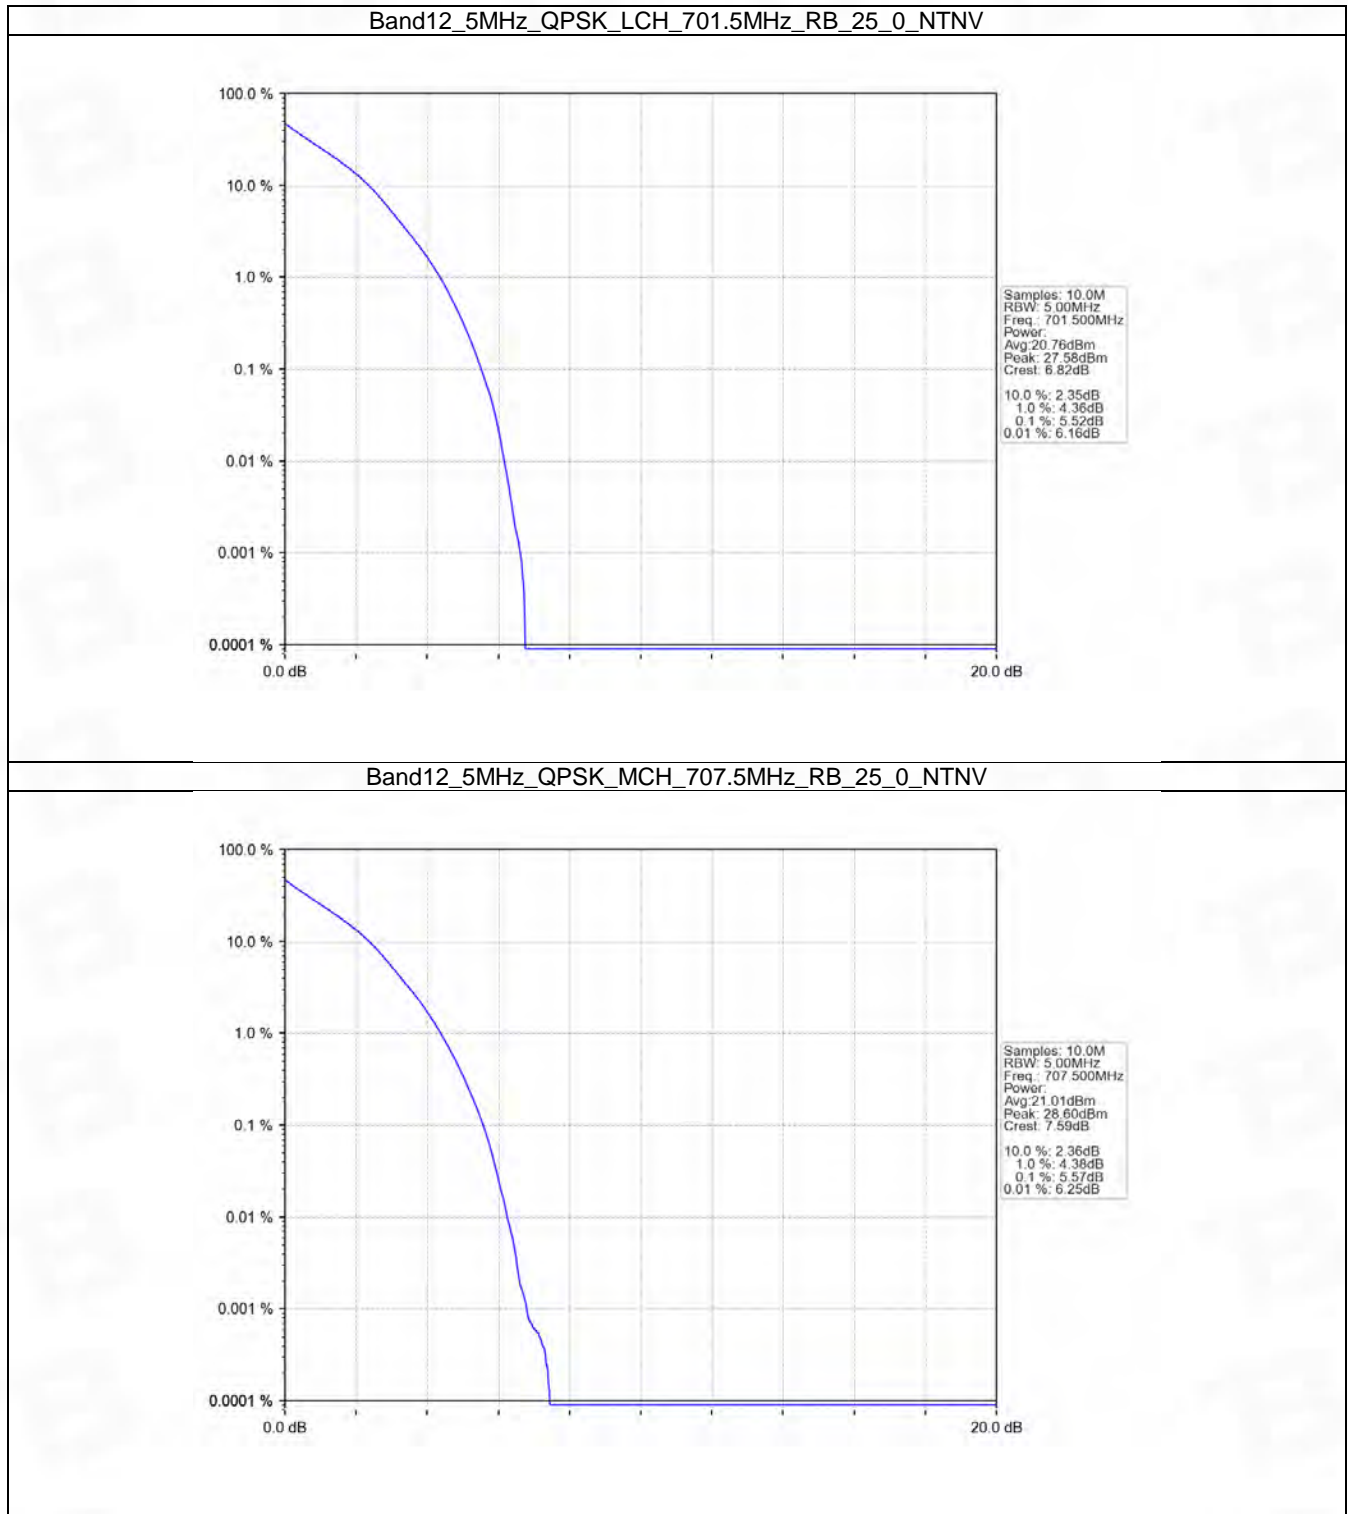 Band12_5MHz_QPSK_LCH_701.5MHz_RB_25_0_NTNV
100.0 %
10.0 %
1.0 %
0.1 %
0.01 %
0.001 %
0.0001 %
0.0 dB
20.0 dB
Samples: 10.0M
RBW: 5.00MHz
Freq.: 701.500MHz
Power:
Avg:20.76dBm
Peak: 27.58dBm
Crest: 6.82dB
10.0 %: 2.35dB
1.0 %: 4.36dB
0.1 %: 5.52dB
0.01 %: 6.16dB
Band12_5MHz_QPSK_MCH_707.5MHz_RB_25_0_NTNV
100.0 %
10.0 %
1.0 %
0.1 %
0.01 %
0.001 %
0.0001 %
0.0 dB
20.0 dB
Samples: 10.0M
RBW: 5.00MHz
Freq.: 707.500MHz
Power:
Avg:21.01dBm
Peak: 28.60dBm
Crest: 7.59dB
10.0 %: 2.36dB
1.0 %: 4.38dB
0.1 %: 5.57dB
0.01 %: 6.25dB